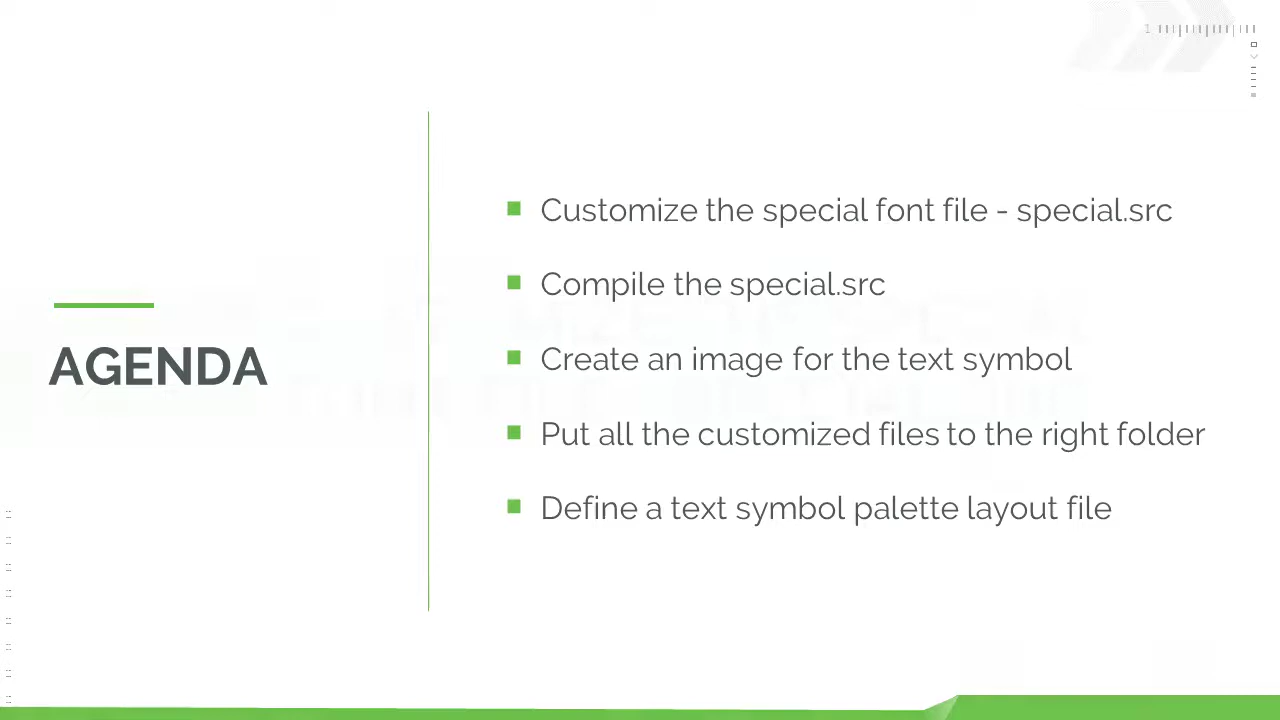 AGENDA
Customize the special font file - special.src
Compile the special.src
Create an image for the text symbol
Put all the customized files to the right folder
Define a text symbol palette layout file